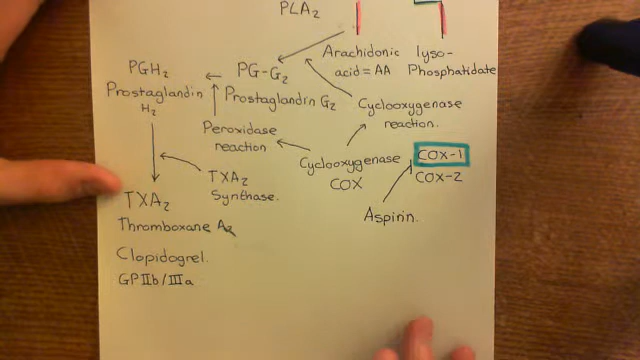 PLA2
Arachidonic
acid = AA
lyso-
Phosphatidate
PGH2
Prostaglandin
H2
PG-G2
Prostaglandin G2
Cyclooxygenase
reaction.
Peroxidase
reaction
Cyclooxygenase
COX
COX-1
COX-2
Aspirin.
TXA2
Synthase.
TXA2
Thromboxane A2
Clopidogrel.
GPIIb/IIIa